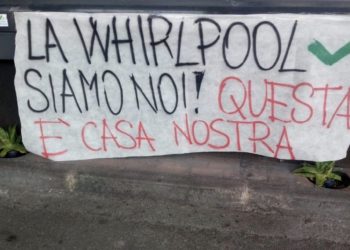 LA WHIRLPOOL
SIAMO NOI! QUESTA
È CASA NOSTRA